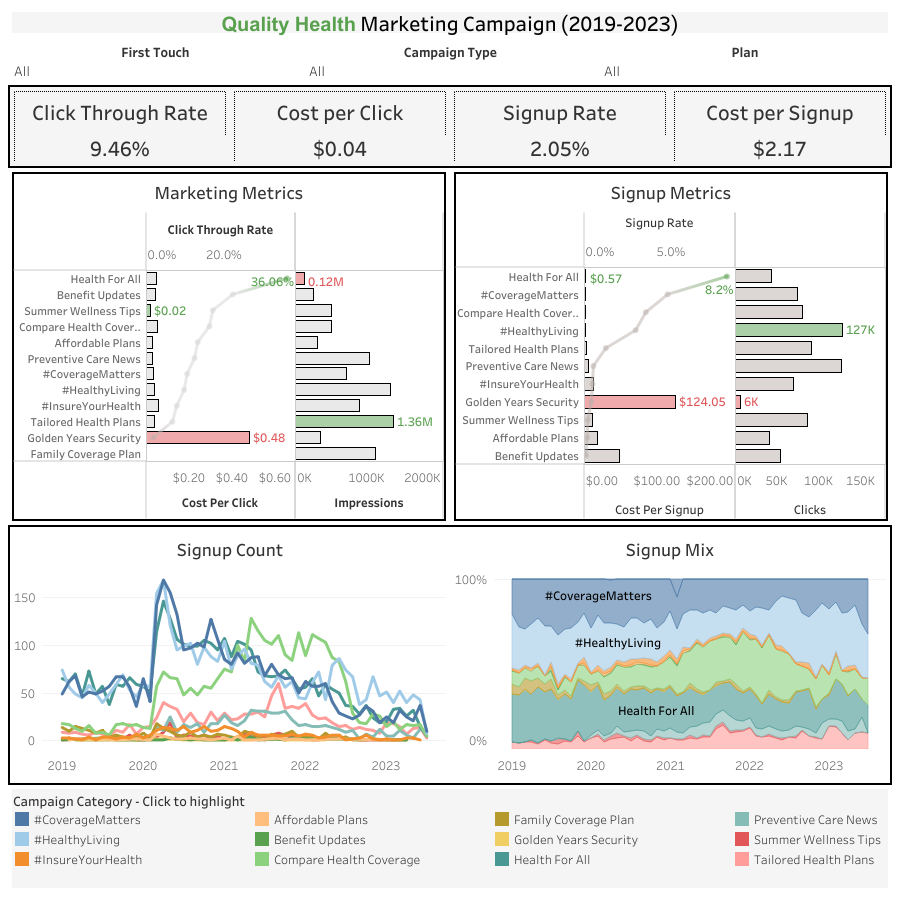 Quality Health Marketing Campaign (2019-2023)
First Touch Campaign Type Plan
All All All
Click Through Rate Cost per Click Signup Rate Cost per Signup
9.46% $0.04 2.05% $2.17
Marketing Metrics
Click Through Rate
0.0% 20.0%
Health For All 36.06% 0.12M
Benefit Updates
Summer Wellness Tips $0.02
Compare Health Cover..
Affordable Plans
Preventive Care News
#CoverageMatters
#HealthyLiving
#InsureYourHealth
Tailored Health Plans 1.36M
Golden Years Security $0.48
Family Coverage Plan
$0.20 $0.40 $0.60 0K 1000K 2000K
Cost Per Click Impressions
Signup Metrics
Signup Rate
0.0% 5.0%
Health For All $0.57
#CoverageMatters 8.2%
Compare Health Cover..
#HealthyLiving 127K
Tailored Health Plans
Preventive Care News
#InsureYourHealth
Golden Years Security $124.05 6K
Summer Wellness Tips
Affordable Plans
Benefit Updates
$0.00 $100.00 $200.00 0K 50K 100K 150K
Cost Per Signup Clicks
Signup Count
150
100
50
0
2019 2020 2021 2022 2023
Signup Mix
100%
#CoverageMatters
#HealthyLiving
Health For All
0%
2019 2020 2021 2022 2023
Campaign Category - Click to highlight
#CoverageMatters Affordable Plans Family Coverage Plan Preventive Care News
#HealthyLiving Benefit Updates Golden Years Security Summer Wellness Tips
#InsureYourHealth Compare Health Coverage Health For All Tailored Health Plans